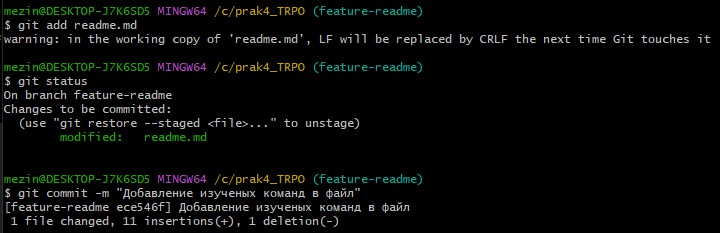 mezin@DESKTOP-J7K6SD5 MINGW64 /c/prak4_TRPO (feature-readme)
$ git add readme.md
warning: in the working copy of 'readme.md', LF will be replaced by CRLF the next time Git touches it
mezin@DESKTOP-J7K6SD5 MINGW64 /c/prak4_TRPO (feature-readme)
$ git status
On branch feature-readme
Changes to be committed:
  (use "git restore --staged <file>..." to unstage)
        modified:   readme.md
mezin@DESKTOP-J7K6SD5 MINGW64 /c/prak4_TRPO (feature-readme)
$ git commit -m "Добавление изученых команд в файл"
[feature-readme ece546f] Добавление изученых команд в файл
 1 file changed, 11 insertions(+), 1 deletion(-)